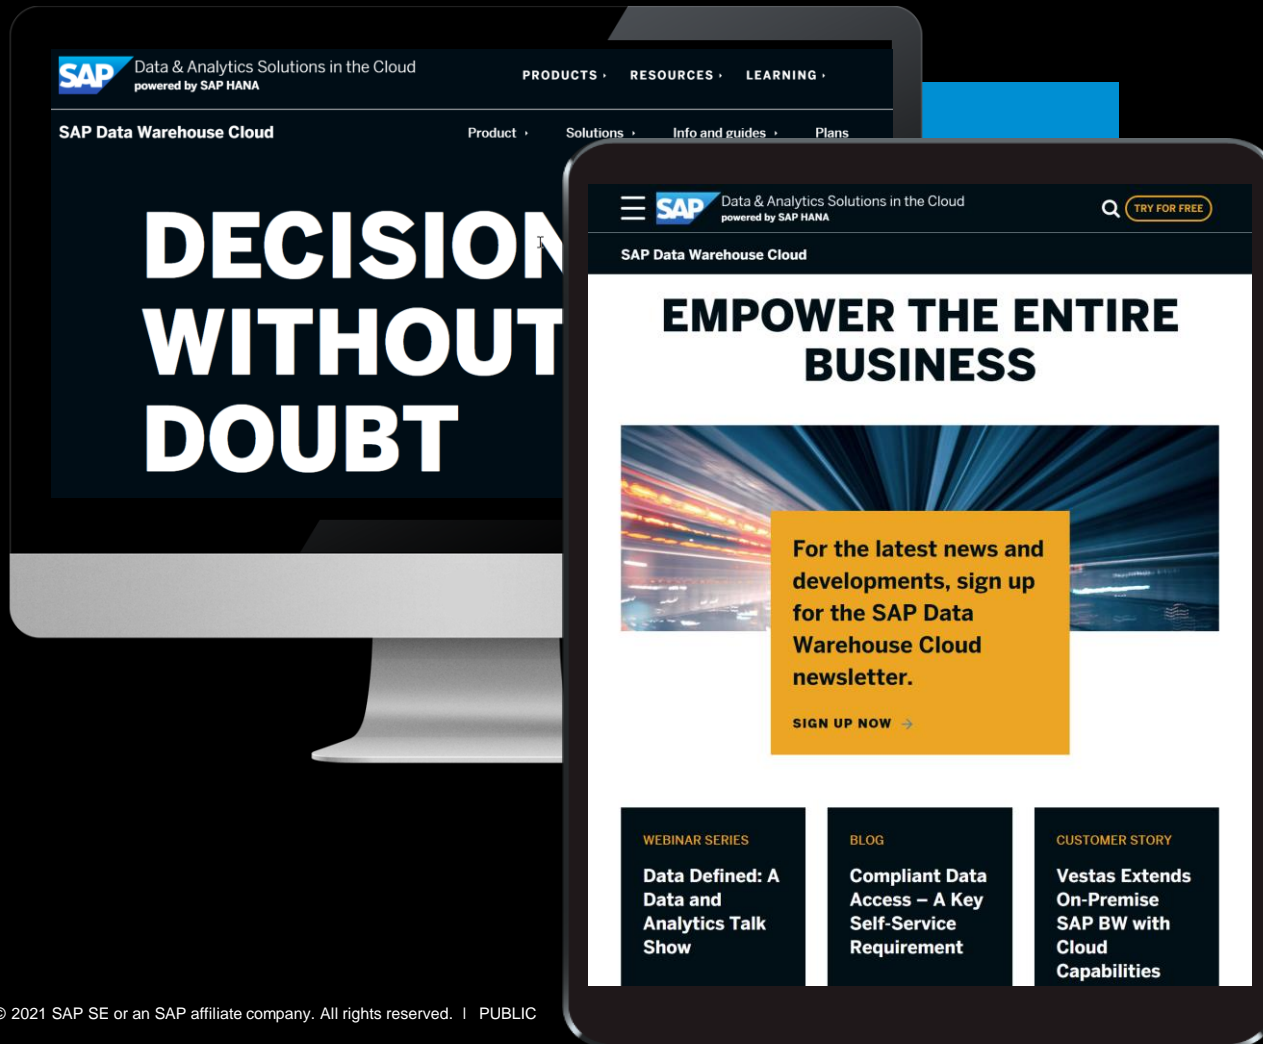 SAP Data & Analytics Solutions in the Cloud
powered by SAP HANA
PRODUCTS RESOURCES LEARNING
SAP Data Warehouse Cloud
Product Solutions Info and guides Plans
DECISION
WITHOUT
DOUBT
SAP Data & Analytics Solutions in the Cloud
powered by SAP HANA
TRY FOR FREE
SAP Data Warehouse Cloud
EMPOWER THE ENTIRE
BUSINESS
For the latest news and
developments, sign up
for the SAP Data
Warehouse Cloud
newsletter.
SIGN UP NOW →
WEBINAR SERIES
Data Defined: A
Data and
Analytics Talk
Show
BLOG
Compliant Data
Access – A Key
Self-Service
Requirement
CUSTOMER STORY
Vestas Extends
On-Premise
SAP BW with
Cloud
Capabilities
© 2021 SAP SE or an SAP affiliate company. All rights reserved. | PUBLIC